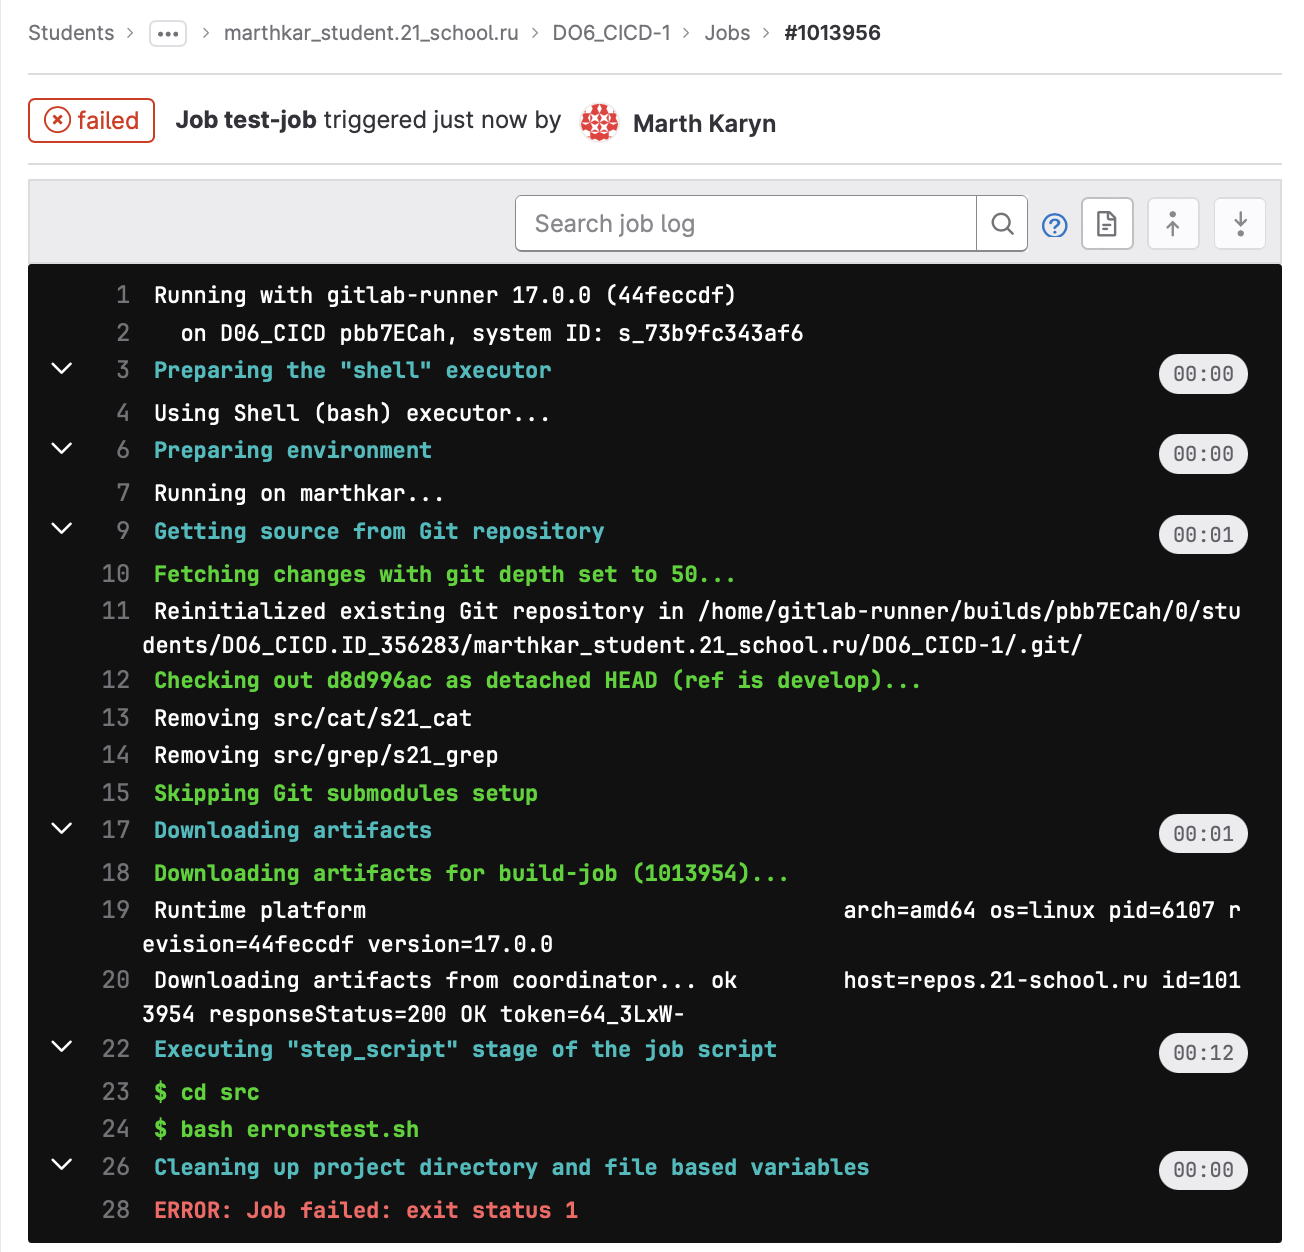 Students > ... > marthkar_student.21_school.ru > DO6_CICD-1 > Jobs > #1013956
failed Job test-job triggered just now by Marth Karyn
Search job log
1 Running with gitlab-runner 17.0.0 (44feccdf)
2 on D06_CICD pbb7ECah, system ID: s_73b9fc343af6
3 Preparing the "shell" executor 00:00
4 Using Shell (bash) executor...
6 Preparing environment 00:00
7 Running on marthkar...
9 Getting source from Git repository 00:01
10 Fetching changes with git depth set to 50...
11 Reinitialized existing Git repository in /home/gitlab-runner/builds/pbb7ECah/0/stu
dents/DO6_CICD.ID_356283/marthkar_student.21_school.ru/DO6_CICD-1/.git/
12 Checking out d8d996ac as detached HEAD (ref is develop)...
13 Removing src/cat/s21_cat
14 Removing src/grep/s21_grep
15 Skipping Git submodules setup
17 Downloading artifacts 00:01
18 Downloading artifacts for build-job (1013954)...
19 Runtime platform arch=amd64 os=linux pid=6107 r
evision=44feccdf version=17.0.0
20 Downloading artifacts from coordinator... ok host=repos.21-school.ru id=101
3954 responseStatus=200 OK token=64_3LxW-
22 Executing "step_script" stage of the job script 00:12
23 $ cd src
24 $ bash errorstest.sh
26 Cleaning up project directory and file based variables 00:00
28 ERROR: Job failed: exit status 1